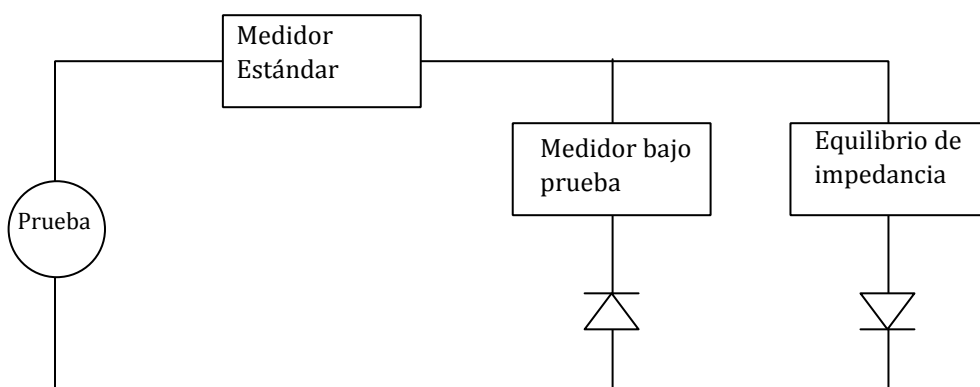 Medidor
Estándar
Medidor bajo
prueba
Equilibrio de
impedancia
Prueba